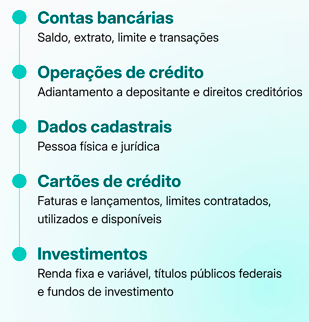 Contas bancárias
Saldo, extrato, limite e transações
Operações de crédito
Adiantamento a depositante e direitos creditórios
Dados cadastrais
Pessoa física e jurídica
Cartões de crédito
Faturas e lançamentos, limites contratados,
utilizados e disponíveis
Investimentos
Renda fixa e variável, títulos públicos federais
e fundos de investimento